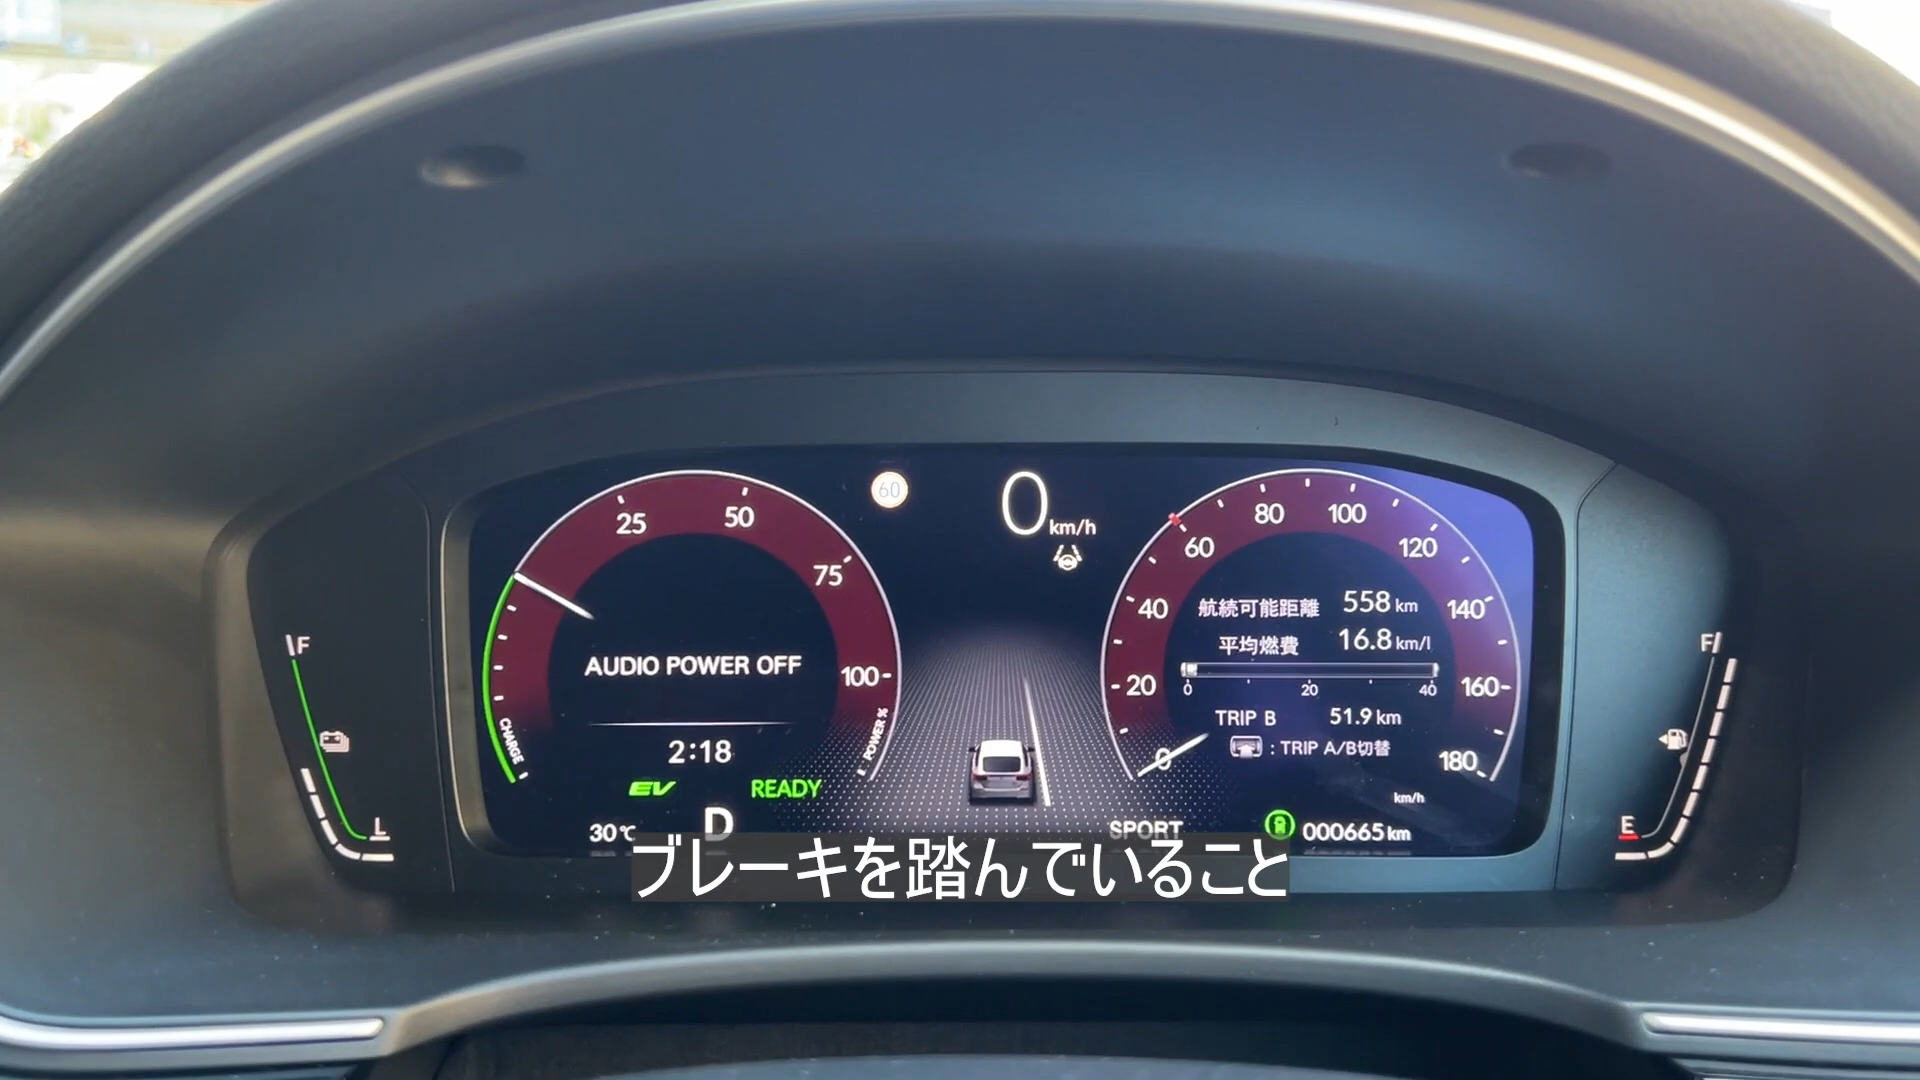 60
0 km/h
25
50
75
100
CHARGE
POWER %
AUDIO POWER OFF
2:18
EV
READY
30℃
D
F
L
0
20
40
60
80
100
120
140
160
180
航続可能距離 558 km
平均燃費 16.8 km/l
0 20 40
TRIP B 51.9 km
: TRIP A/B切替
km/h
SPORT
000665 km
F
E
ブレーキを踏んでいること